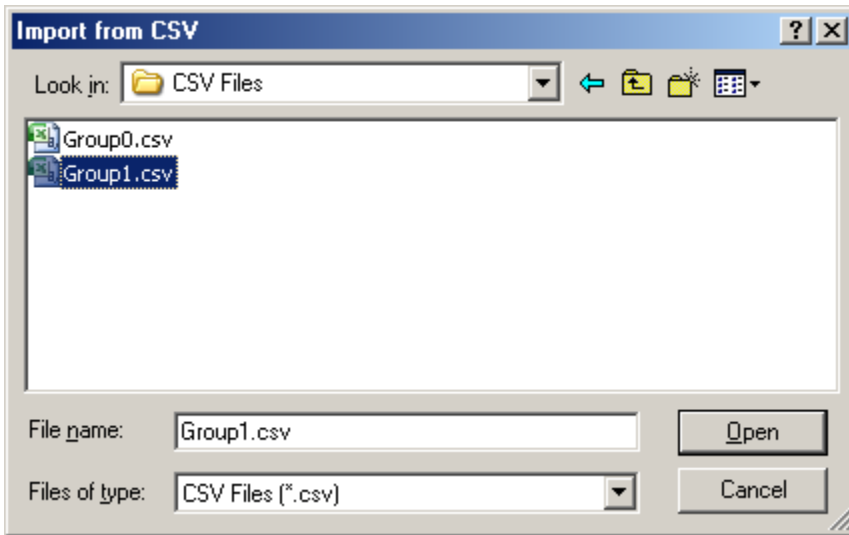 Import from CSV
Look in: CSV Files
Group0.csv
Group1.csv
File name: Group1.csv Open
Files of type: CSV Files (*.csv) Cancel